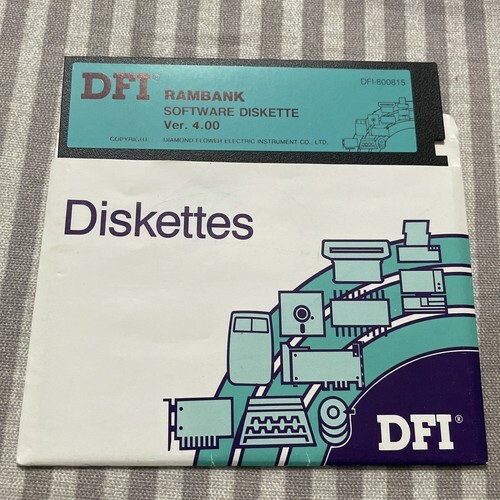 DFI® RAMBANK
DFI-800815
SOFTWARE DISKETTE
Ver. 4.00
COPYRIGHT DIAMOND FLOWER ELECTRIC INSTRUMENT CO., LTD.
Diskettes
DFI®